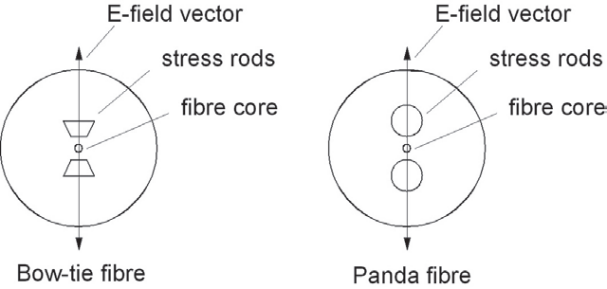 E-field vector
stress rods
fibre core
Bow-tie fibre
E-field vector
stress rods
fibre core
Panda fibre